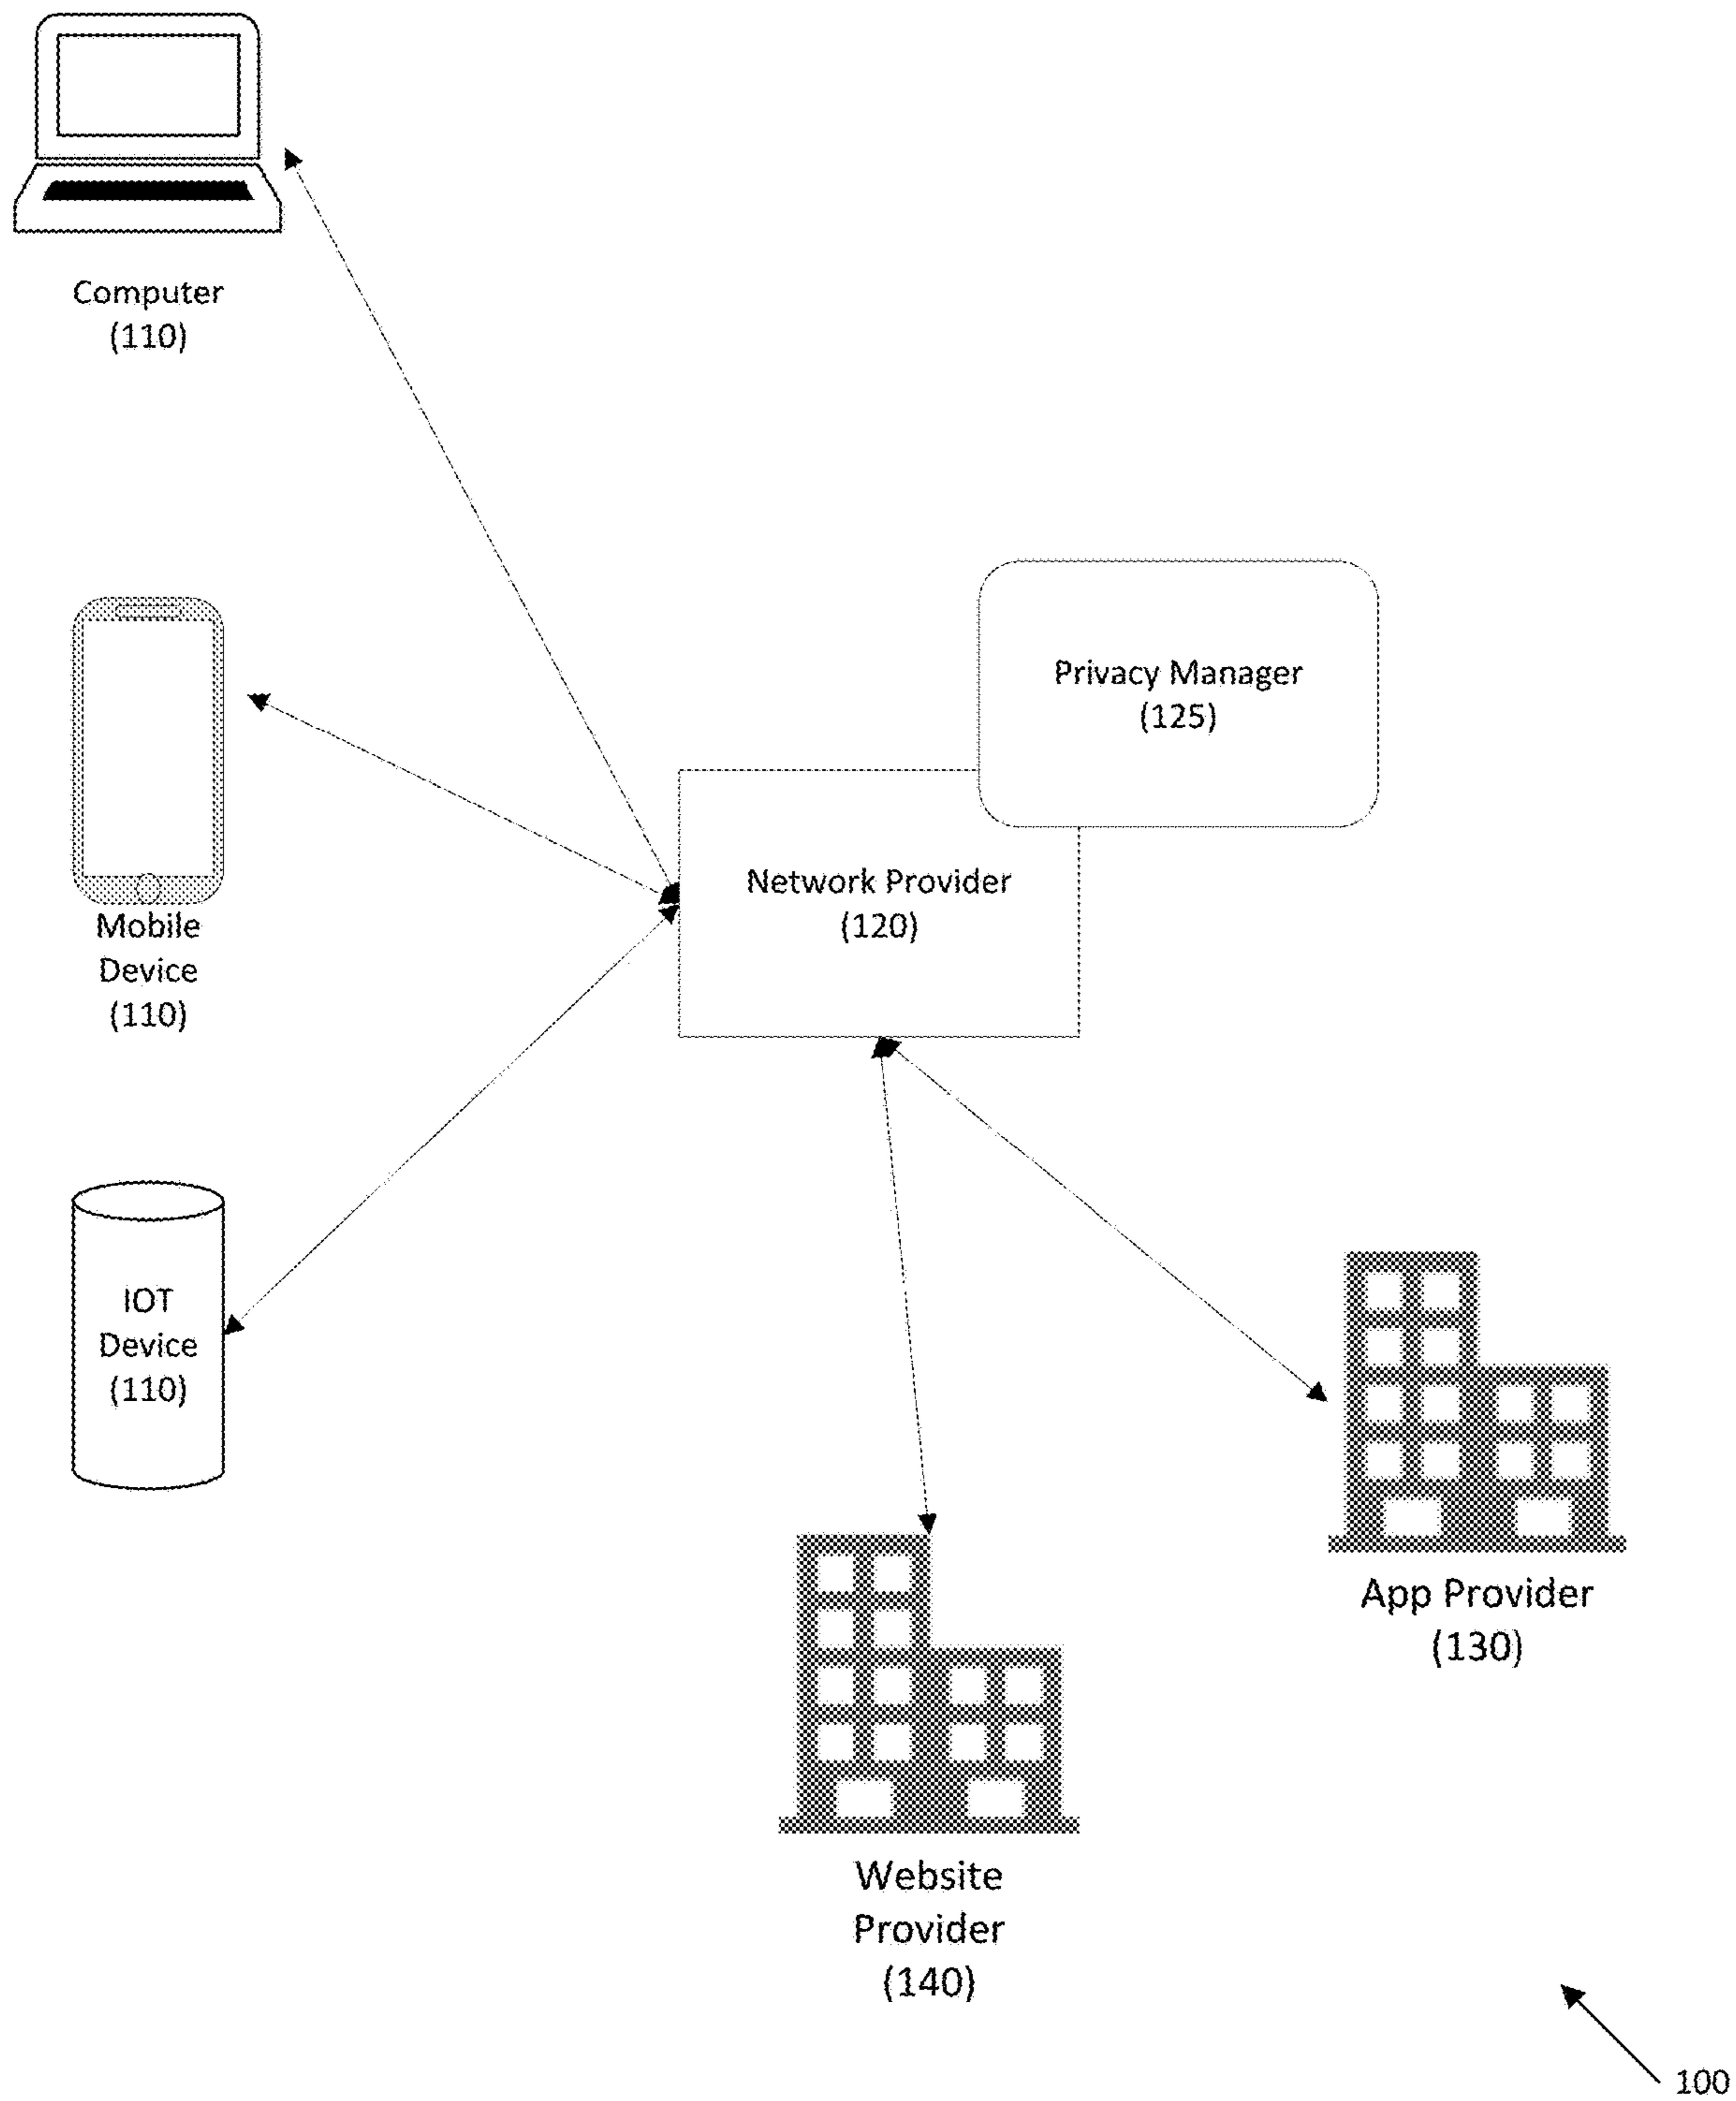 Computer
(110)
Privacy Manager
(125)
Network Provider
(120)
Mobile
Device
(110)
IOT
Device
(110)
App Provider
(130)
Website
Provider
(140)
100